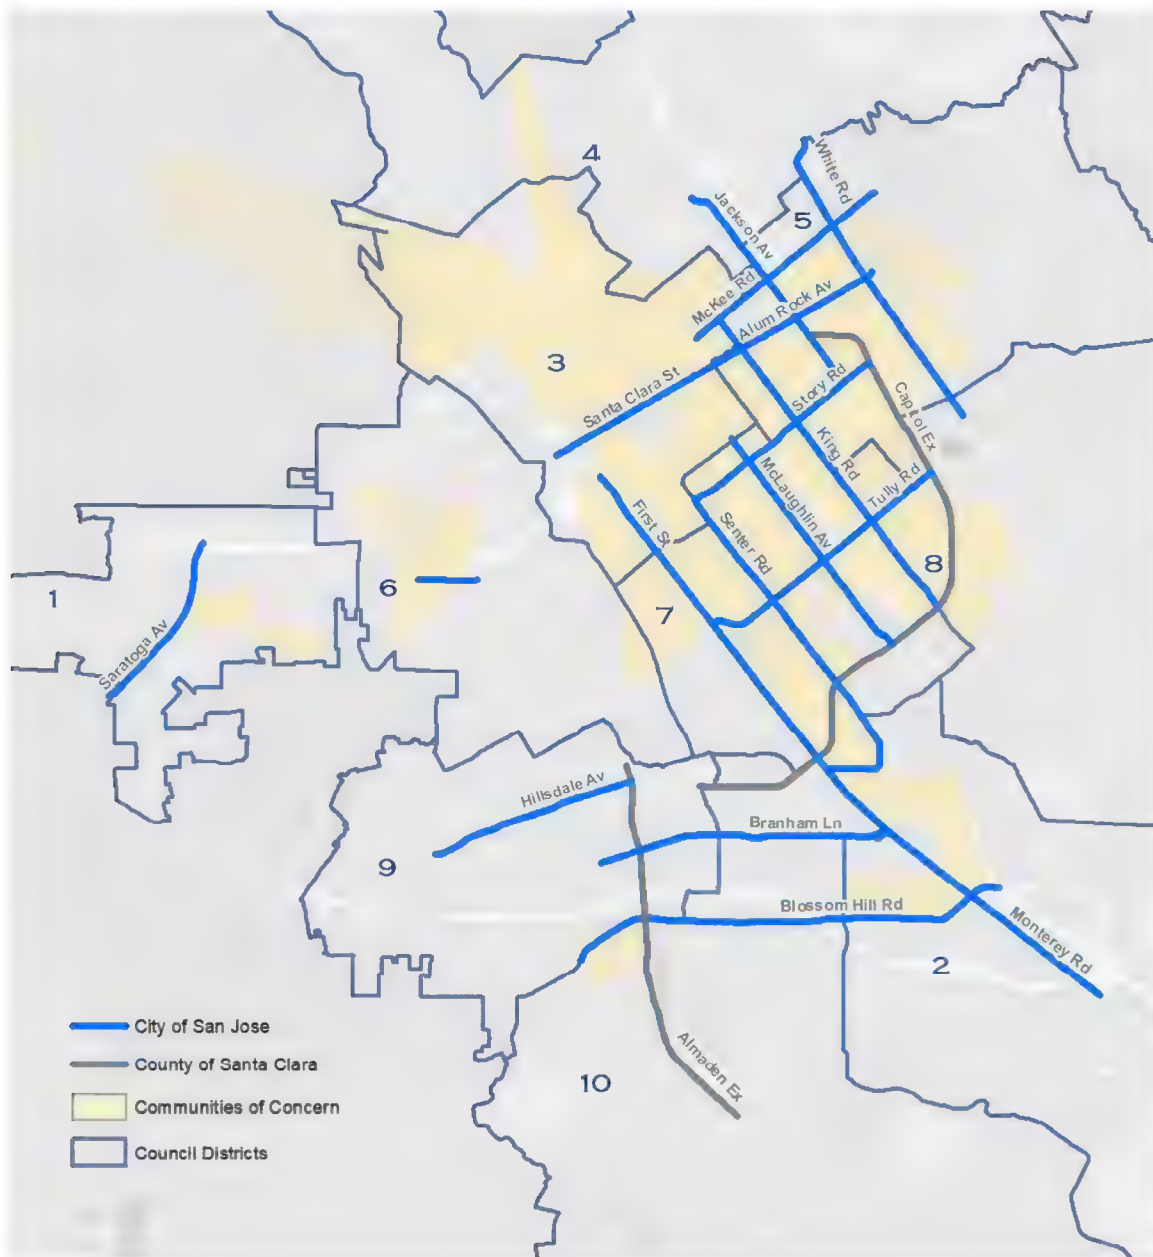 4
White Rd
Jackson Av
5
McKee Rd
Alum Rock Av
3
Santa Clara St
Story Rd
Capitol Ex
King Rd
McLaughlin Av
Tully Rd
First St
Senter Rd
8
6
1
7
Saratoga Av
Hillsdale Av
Branham Ln
9
Blossom Hill Rd
Monterey Rd
2
Almaden Ex
10
City of San Jose
County of Santa Clara
Communities of Concern
Council Districts